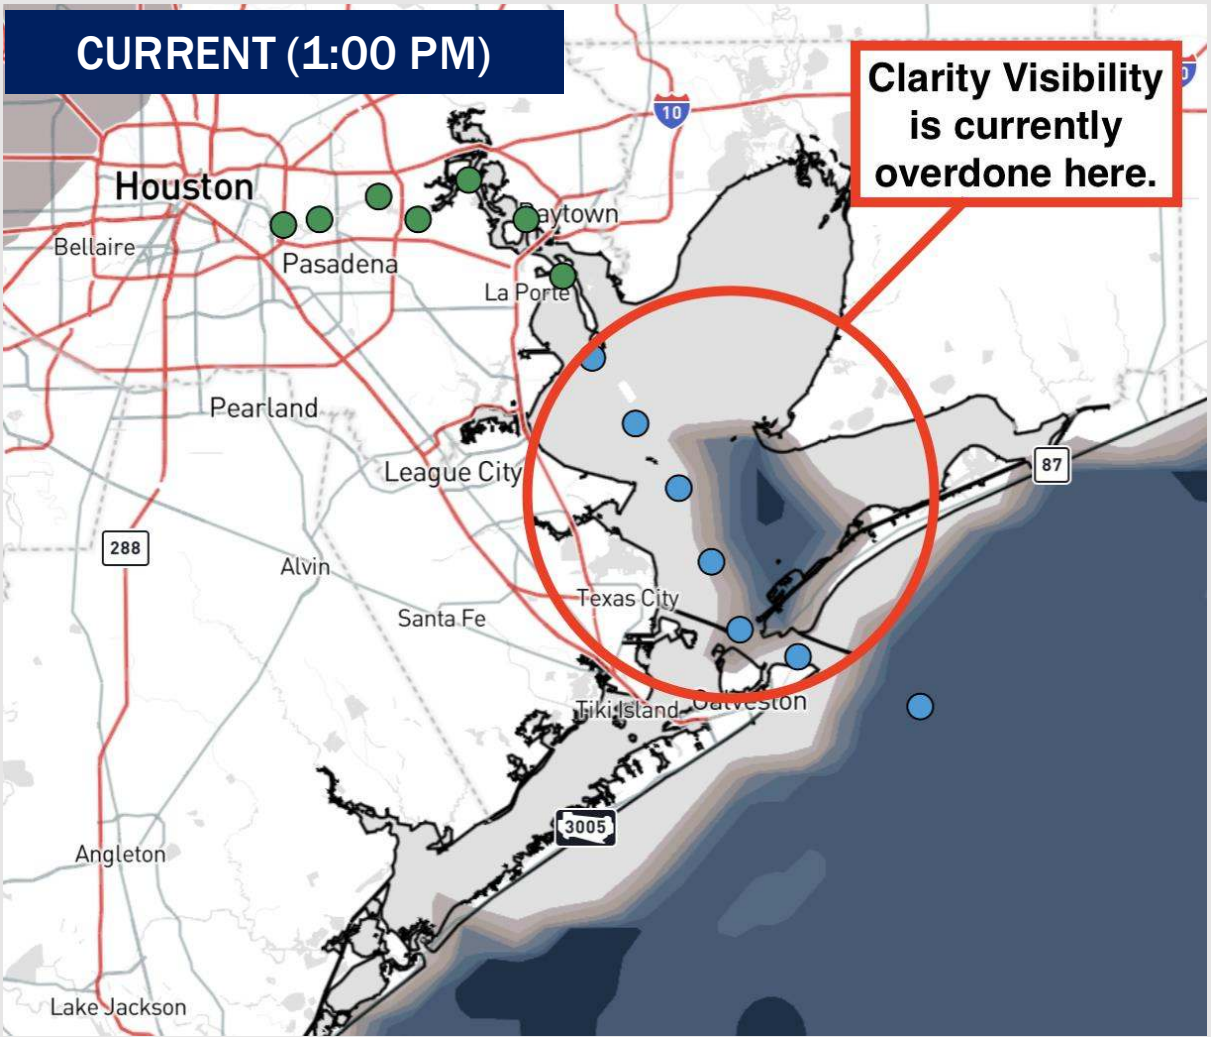 CURRENT (1:00 PM)
Clarity Visibility
is currently
overdone here.
10
0
Houston
Baytown
Bellaire
Pasadena
La Porte
Pearland
League City
87
288
Alvin
Texas City
Santa Fe
Tiki Island
Galveston
3005
Angleton
Lake Jackson